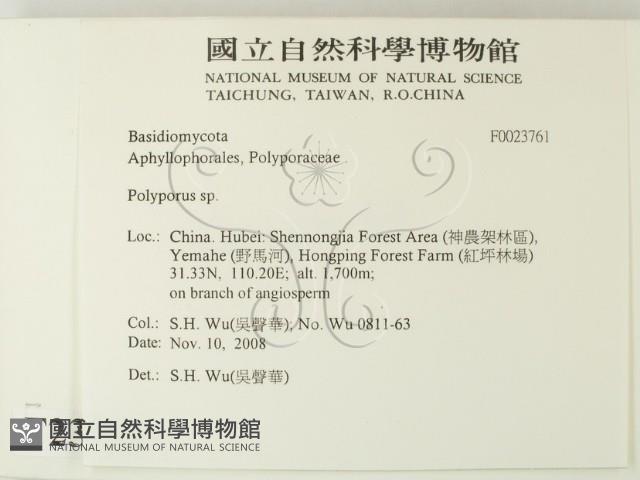 國立自然科學博物館
NATIONAL MUSEUM OF NATURAL SCIENCE
TAICHUNG, TAIWAN, R.O.CHINA
Basidiomycota F0023761
Aphyllophorales, Polyporaceae
Polyporus sp.
Loc.: China. Hubei: Shennongjia Forest Area (神農架林區),
Yemahe (野馬河), Hongping Forest Farm (紅坪林場)
31.33N, 110.20E; alt. 1,700m;
on branch of angiosperm
Col.: S.H. Wu(吳聲華); No. Wu 0811-63
Date: Nov. 10, 2008
Det.: S.H. Wu(吳聲華)
國立自然科學博物館
NATIONAL MUSEUM OF NATURAL SCIENCE